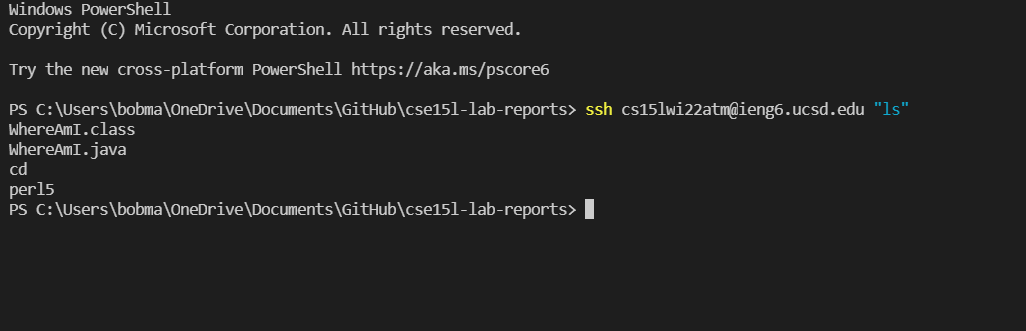 Windows PowerShell
Copyright (C) Microsoft Corporation. All rights reserved.
Try the new cross-platform PowerShell https://aka.ms/pscore6
PS C:\Users\bobma\OneDrive\Documents\GitHub\cse15l-lab-reports> ssh cs15lwi22atm@ieng6.ucsd.edu "ls"
WhereAmI.class
WhereAmI.java
cd
perl5
PS C:\Users\bobma\OneDrive\Documents\GitHub\cse15l-lab-reports>